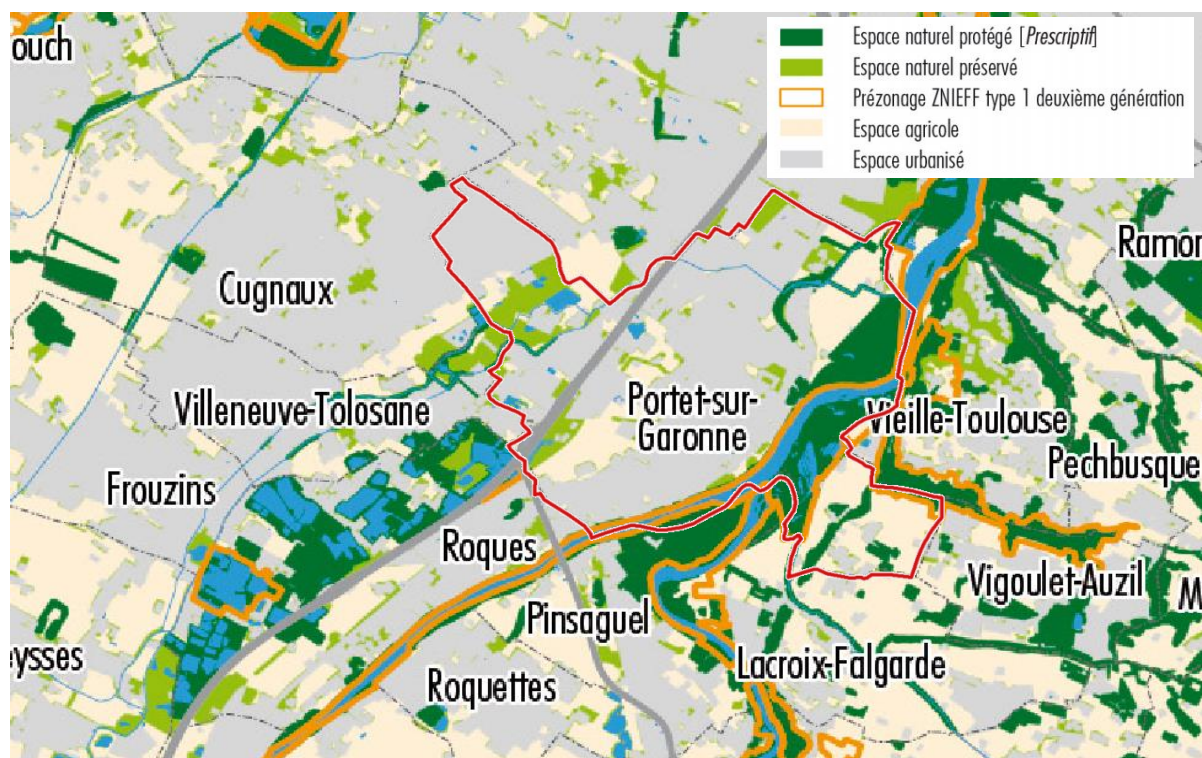 ouch
Espace naturel protégé [Prescriptif]
Espace naturel préservé
Prézonage ZNIEFF type 1 deuxième génération
Espace agricole
Espace urbanisé
Ramon
Cugnaux
Villeneuve-Tolosane
Portet-sur-
Garonne
Vieille-Toulouse
Pechbusque
Frouzins
Roques
Vigoulet-Auzil
M
Pinsaguel
eysses
Lacroix-Falgarde
Roquettes